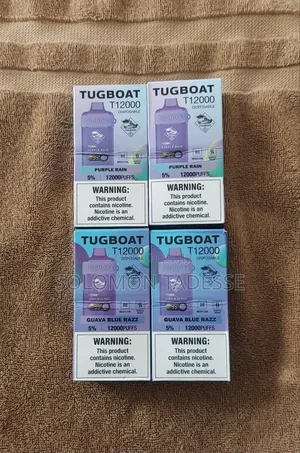 TUGBOAT
T12000
DISPOSABLE
PURPLE RAIN
5% 12000PUFFS
WARNING:
This product
contains nicotine.
Nicotine is an
addictive chemical.
TUGBOAT
T12000
DISPOSABLE
PURPLE RAIN
5% 12000PUFFS
WARNING:
This product
contains nicotine.
Nicotine is an
addictive chemical.
SOLOMON TADESSE
TUGBOAT
T12000
DISPOSABLE
GUAVA BLUE RAZZ
5% 12000PUFFS
WARNING:
This product
contains nicotine.
Nicotine is an
addictive chemical.
TUGBOAT
T12000
DISPOSABLE
GUAVA BLUE RAZZ
5% 12000PUFFS
WARNING:
This product
contains nicotine.
Nicotine is an
addictive chemical.